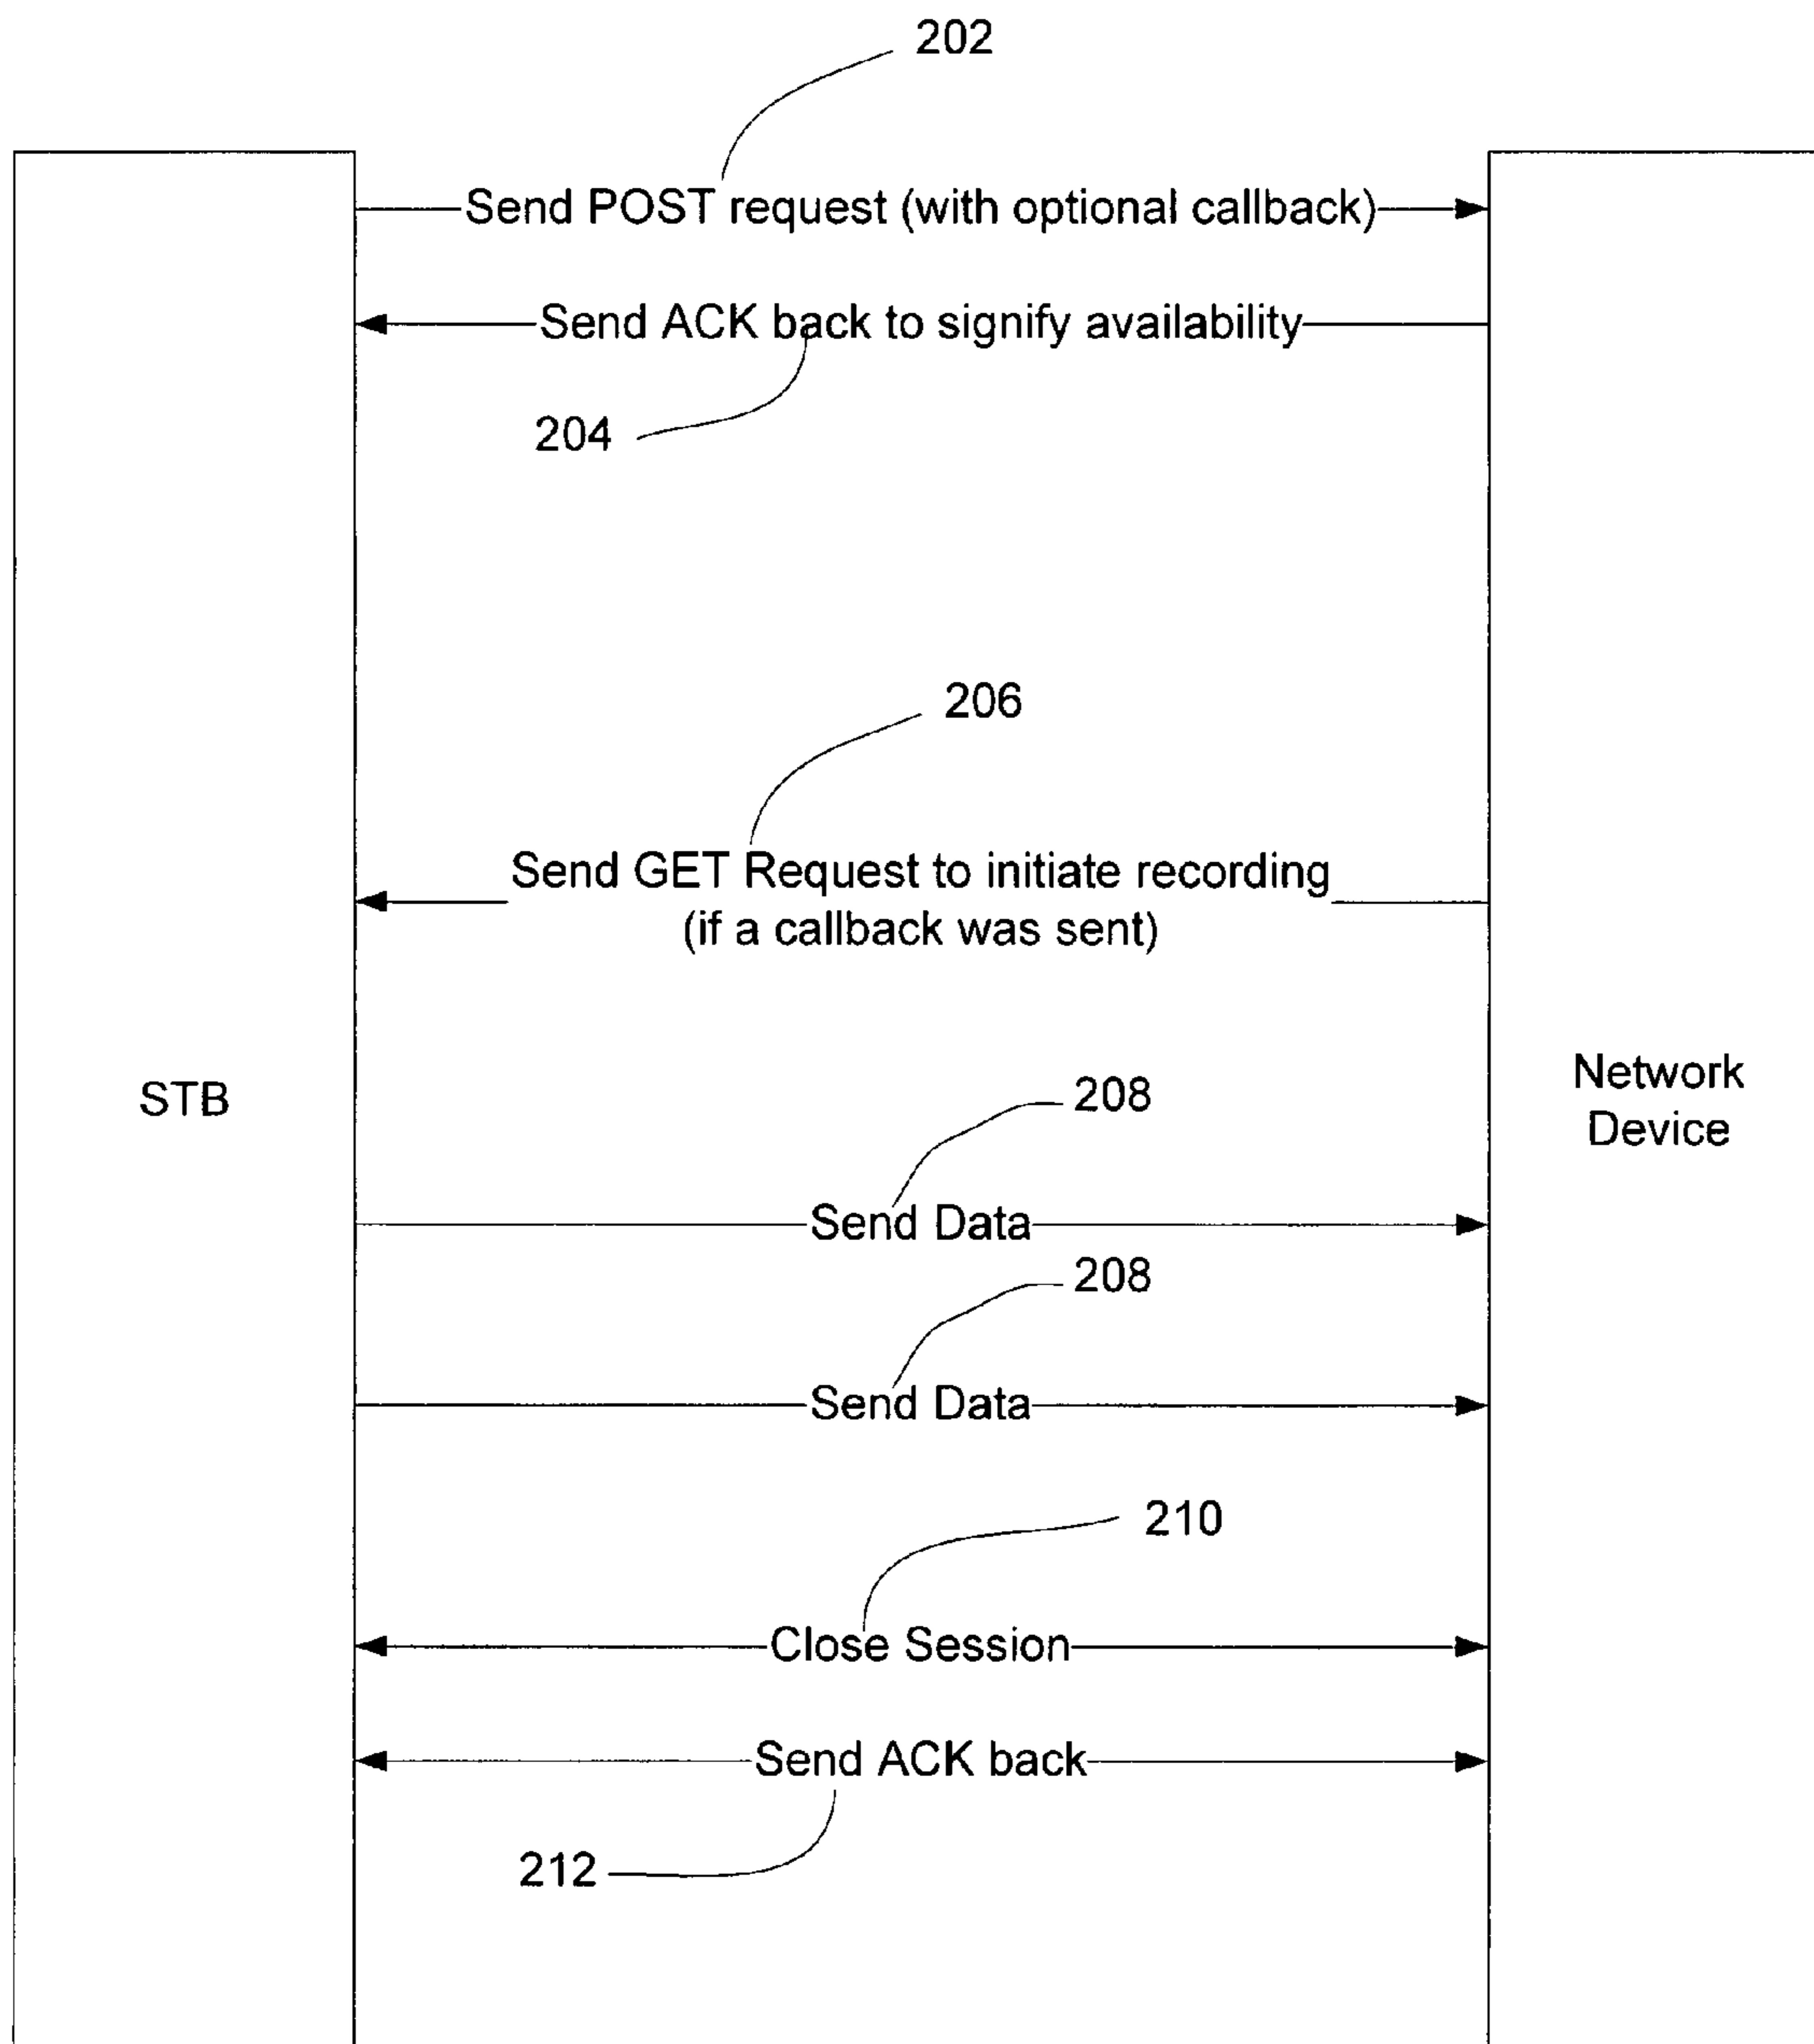 202
Send POST request (with optional callback)
Send ACK back to signify availability
204
206
Send GET Request to initiate recording
(if a callback was sent)
STB
Network
Device
208
Send Data
208
Send Data
210
Close Session
Send ACK back
212